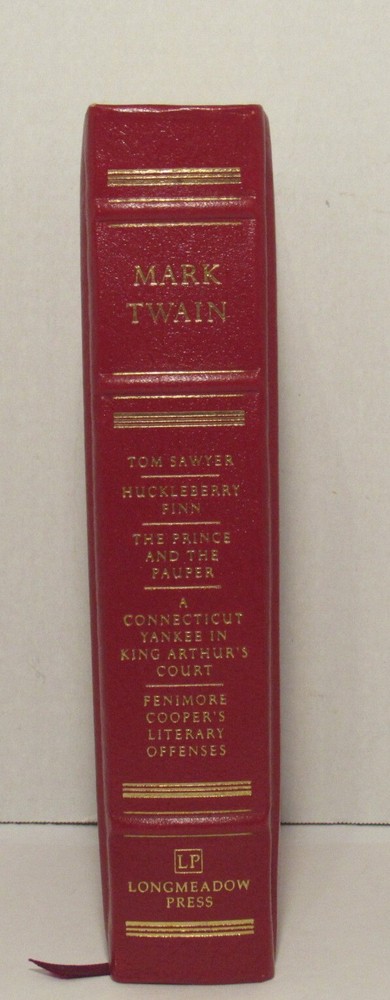 MARK
TWAIN
TOM SAWYER
HUCKLEBERRY
FINN
THE PRINCE
AND THE
PAUPER
A
CONNECTICUT
YANKEE IN
KING ARTHUR'S
COURT
FENIMORE
COOPER'S
LITERARY
OFFENSES
LP
LONGMEADOW
PRESS